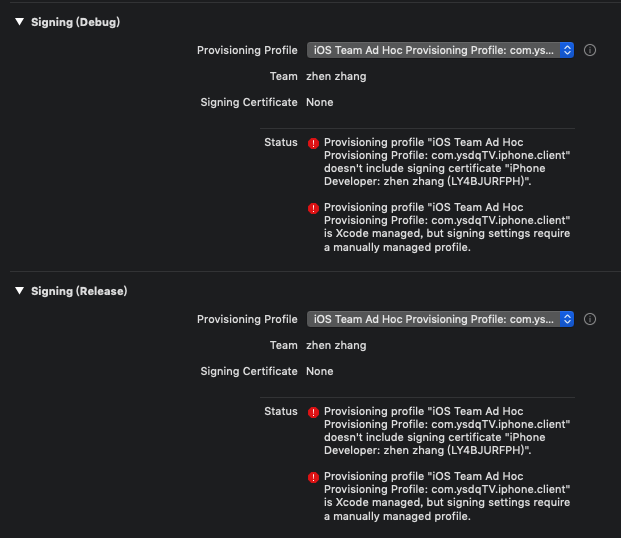 Signing (Debug)
Provisioning Profile iOS Team Ad Hoc Provisioning Profile: com.ys...
Team zhen zhang
Signing Certificate None
Status Provisioning profile "iOS Team Ad Hoc
Provisioning Profile: com.ysdqTV.iphone.client"
doesn't include signing certificate "iPhone
Developer: zhen zhang (LY4BJURFPH)".
Provisioning profile "iOS Team Ad Hoc
Provisioning Profile: com.ysdqTV.iphone.client"
is Xcode managed, but signing settings require
a manually managed profile.
Signing (Release)
Provisioning Profile iOS Team Ad Hoc Provisioning Profile: com.ys...
Team zhen zhang
Signing Certificate None
Status Provisioning profile "iOS Team Ad Hoc
Provisioning Profile: com.ysdqTV.iphone.client"
doesn't include signing certificate "iPhone
Developer: zhen zhang (LY4BJURFPH)".
Provisioning profile "iOS Team Ad Hoc
Provisioning Profile: com.ysdqTV.iphone.client"
is Xcode managed, but signing settings require
a manually managed profile.